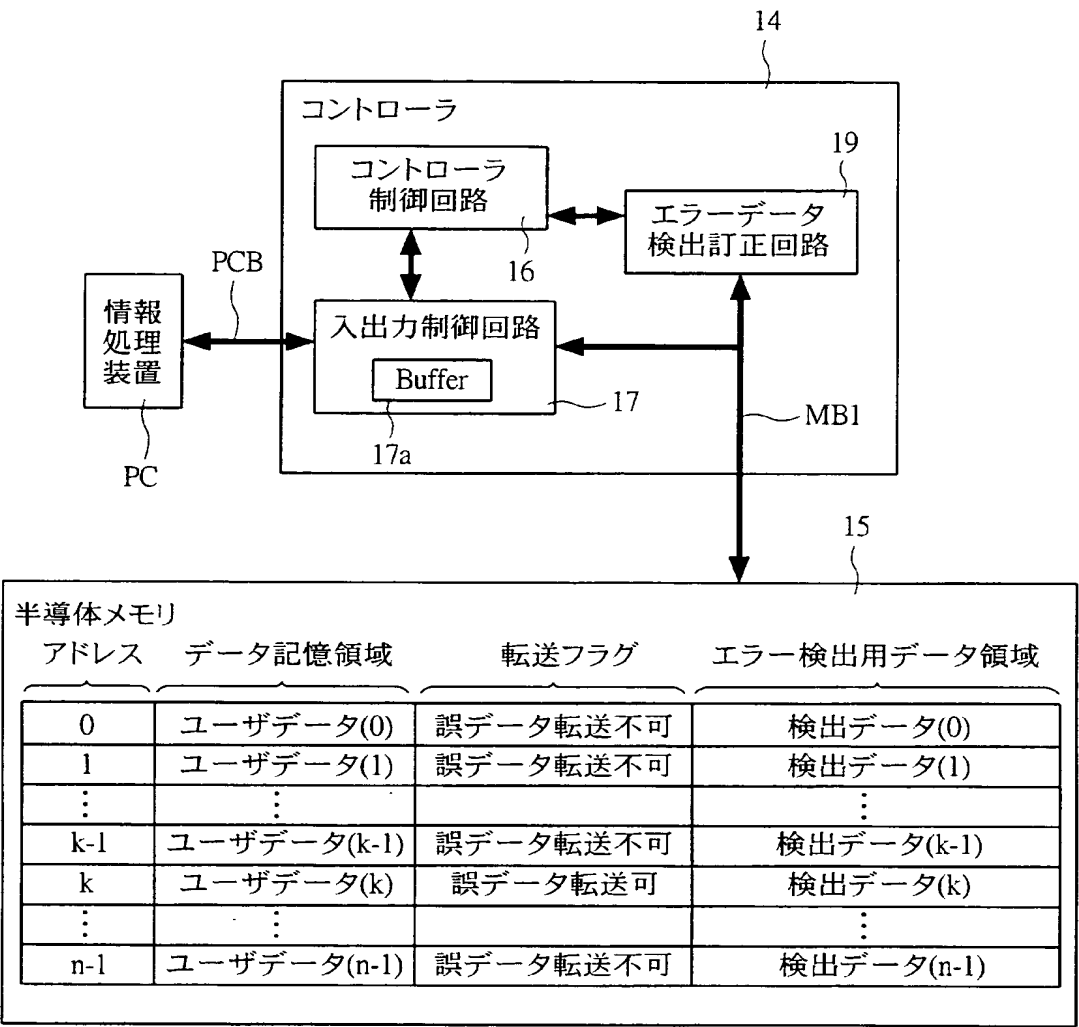 14
コントローラ
コントローラ
制御回路
16
19
エラーデータ
検出訂正回路
PCB
情報
処理
装置
PC
入出力制御回路
Buffer
17
17a
MB1
15
半導体メモリ
アドレス データ記憶領域 転送フラグ エラー検出用データ領域
0 ユーザデータ(0) 誤データ転送不可 検出データ(0)
1 ユーザデータ(1) 誤データ転送不可 検出データ(1)
⋮ ⋮ ⋮
k-1 ユーザデータ(k-1) 誤データ転送不可 検出データ(k-1)
k ユーザデータ(k) 誤データ転送可 検出データ(k)
⋮ ⋮ ⋮
n-1 ユーザデータ(n-1) 誤データ転送不可 検出データ(n-1)